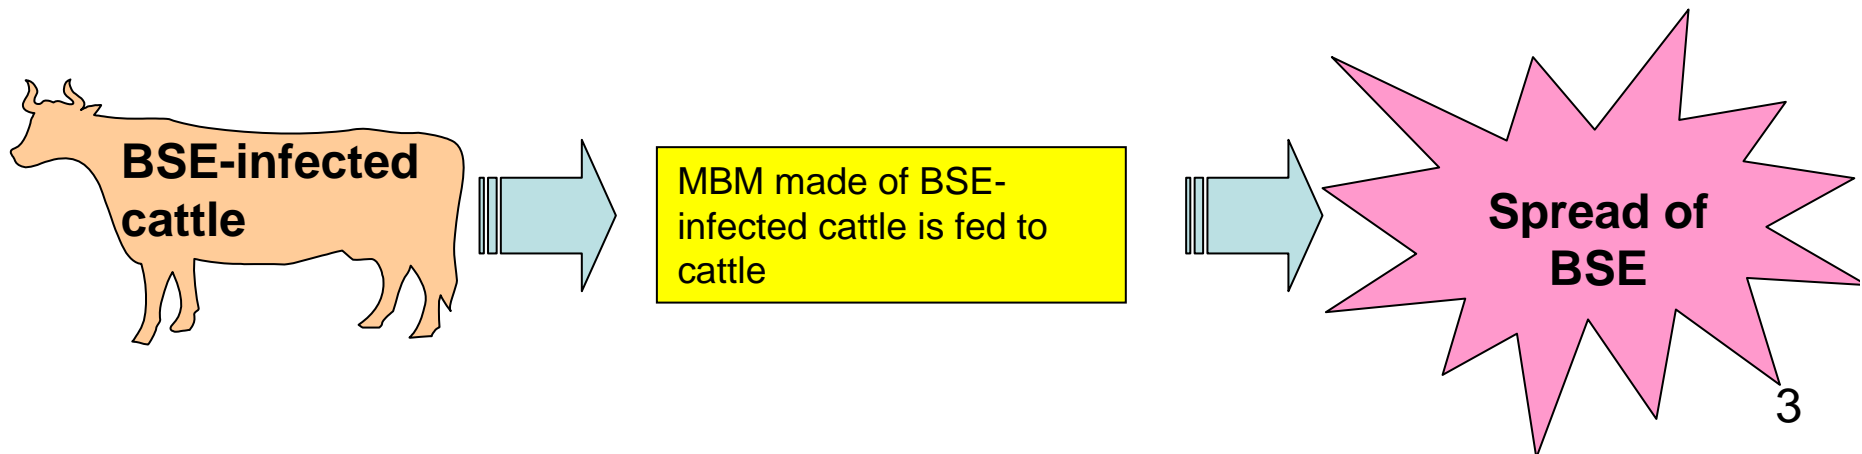 BSE-infected
cattle
MBM made of BSE-
infected cattle is fed to
cattle
Spread of
BSE
3